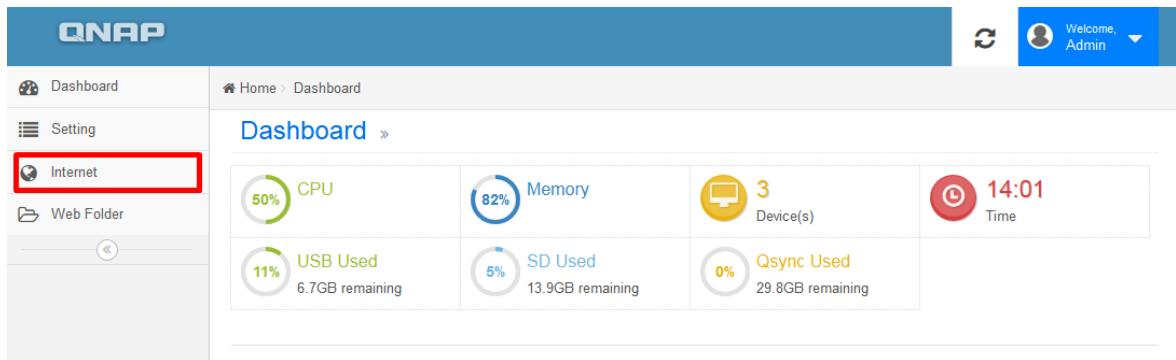 QNAP
Welcome,
Admin
Dashboard
Setting
Internet
Web Folder
Home > Dashboard
Dashboard »
50% CPU
82% Memory
3
Device(s)
14:01
Time
11% USB Used
6.7GB remaining
5% SD Used
13.9GB remaining
0% Qsync Used
29.8GB remaining